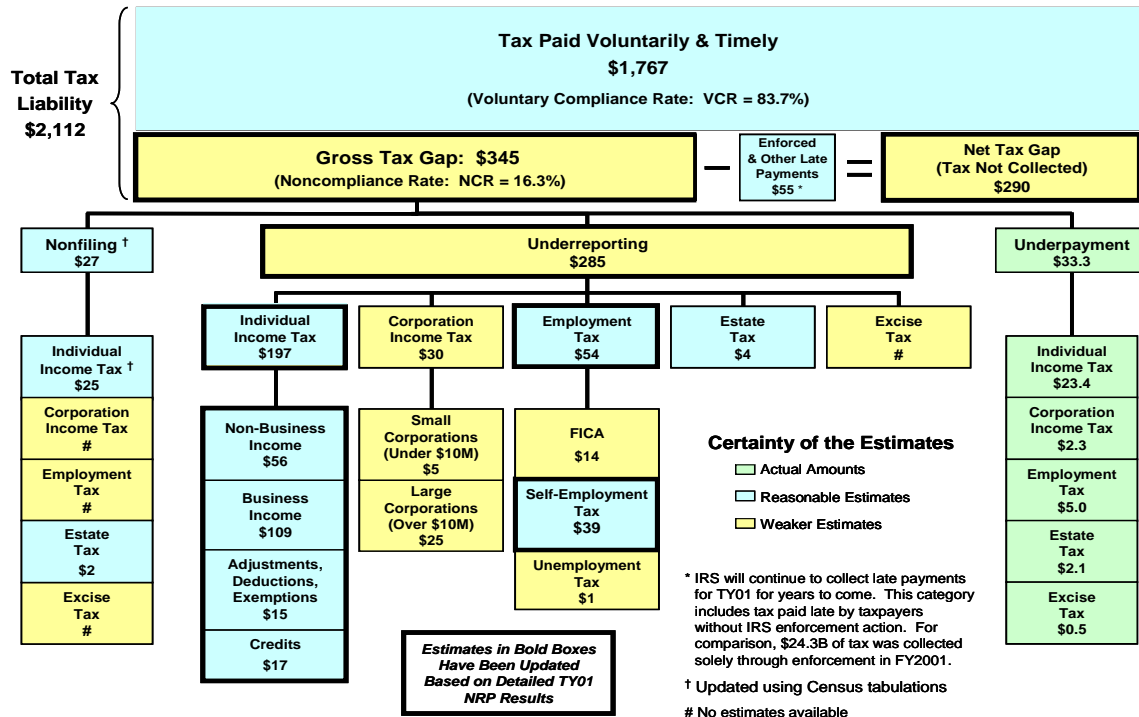 Total Tax
Liability
$2,112
Tax Paid Voluntarily & Timely
$1,767
(Voluntary Compliance Rate:  VCR = 83.7%)
Gross Tax Gap:  $345
(Noncompliance Rate:  NCR = 16.3%)
Enforced
& Other Late
Payments
$55 *
Net Tax Gap
(Tax Not Collected)
$290
Nonfiling †
$27
Underreporting
$285
Underpayment
$33.3
Individual
Income Tax †
$25
Corporation
Income Tax
#
Employment
Tax
#
Estate
Tax
$2
Excise
Tax
#
Individual
Income Tax
$197
Non-Business
Income
$56
Business
Income
$109
Adjustments,
Deductions,
Exemptions
$15
Credits
$17
Corporation
Income Tax
$30
Small
Corporations
(Under $10M)
$5
Large
Corporations
(Over $10M)
$25
Employment
Tax
$54
FICA
$14
Self-Employment
Tax
$39
Unemployment
Tax
$1
Estate
Tax
$4
Excise
Tax
#
Individual
Income Tax
$23.4
Corporation
Income Tax
$2.3
Employment
Tax
$5.0
Estate
Tax
$2.1
Excise
Tax
$0.5
Certainty of the Estimates
Actual Amounts
Reasonable Estimates
Weaker Estimates
Estimates in Bold Boxes
Have Been Updated
Based on Detailed TY01
NRP Results
* IRS will continue to collect late payments
for TY01 for years to come.  This category
includes tax paid late by taxpayers
without IRS enforcement action.  For
comparison, $24.3B of tax was collected
solely through enforcement in FY2001.
† Updated using Census tabulations
# No estimates available